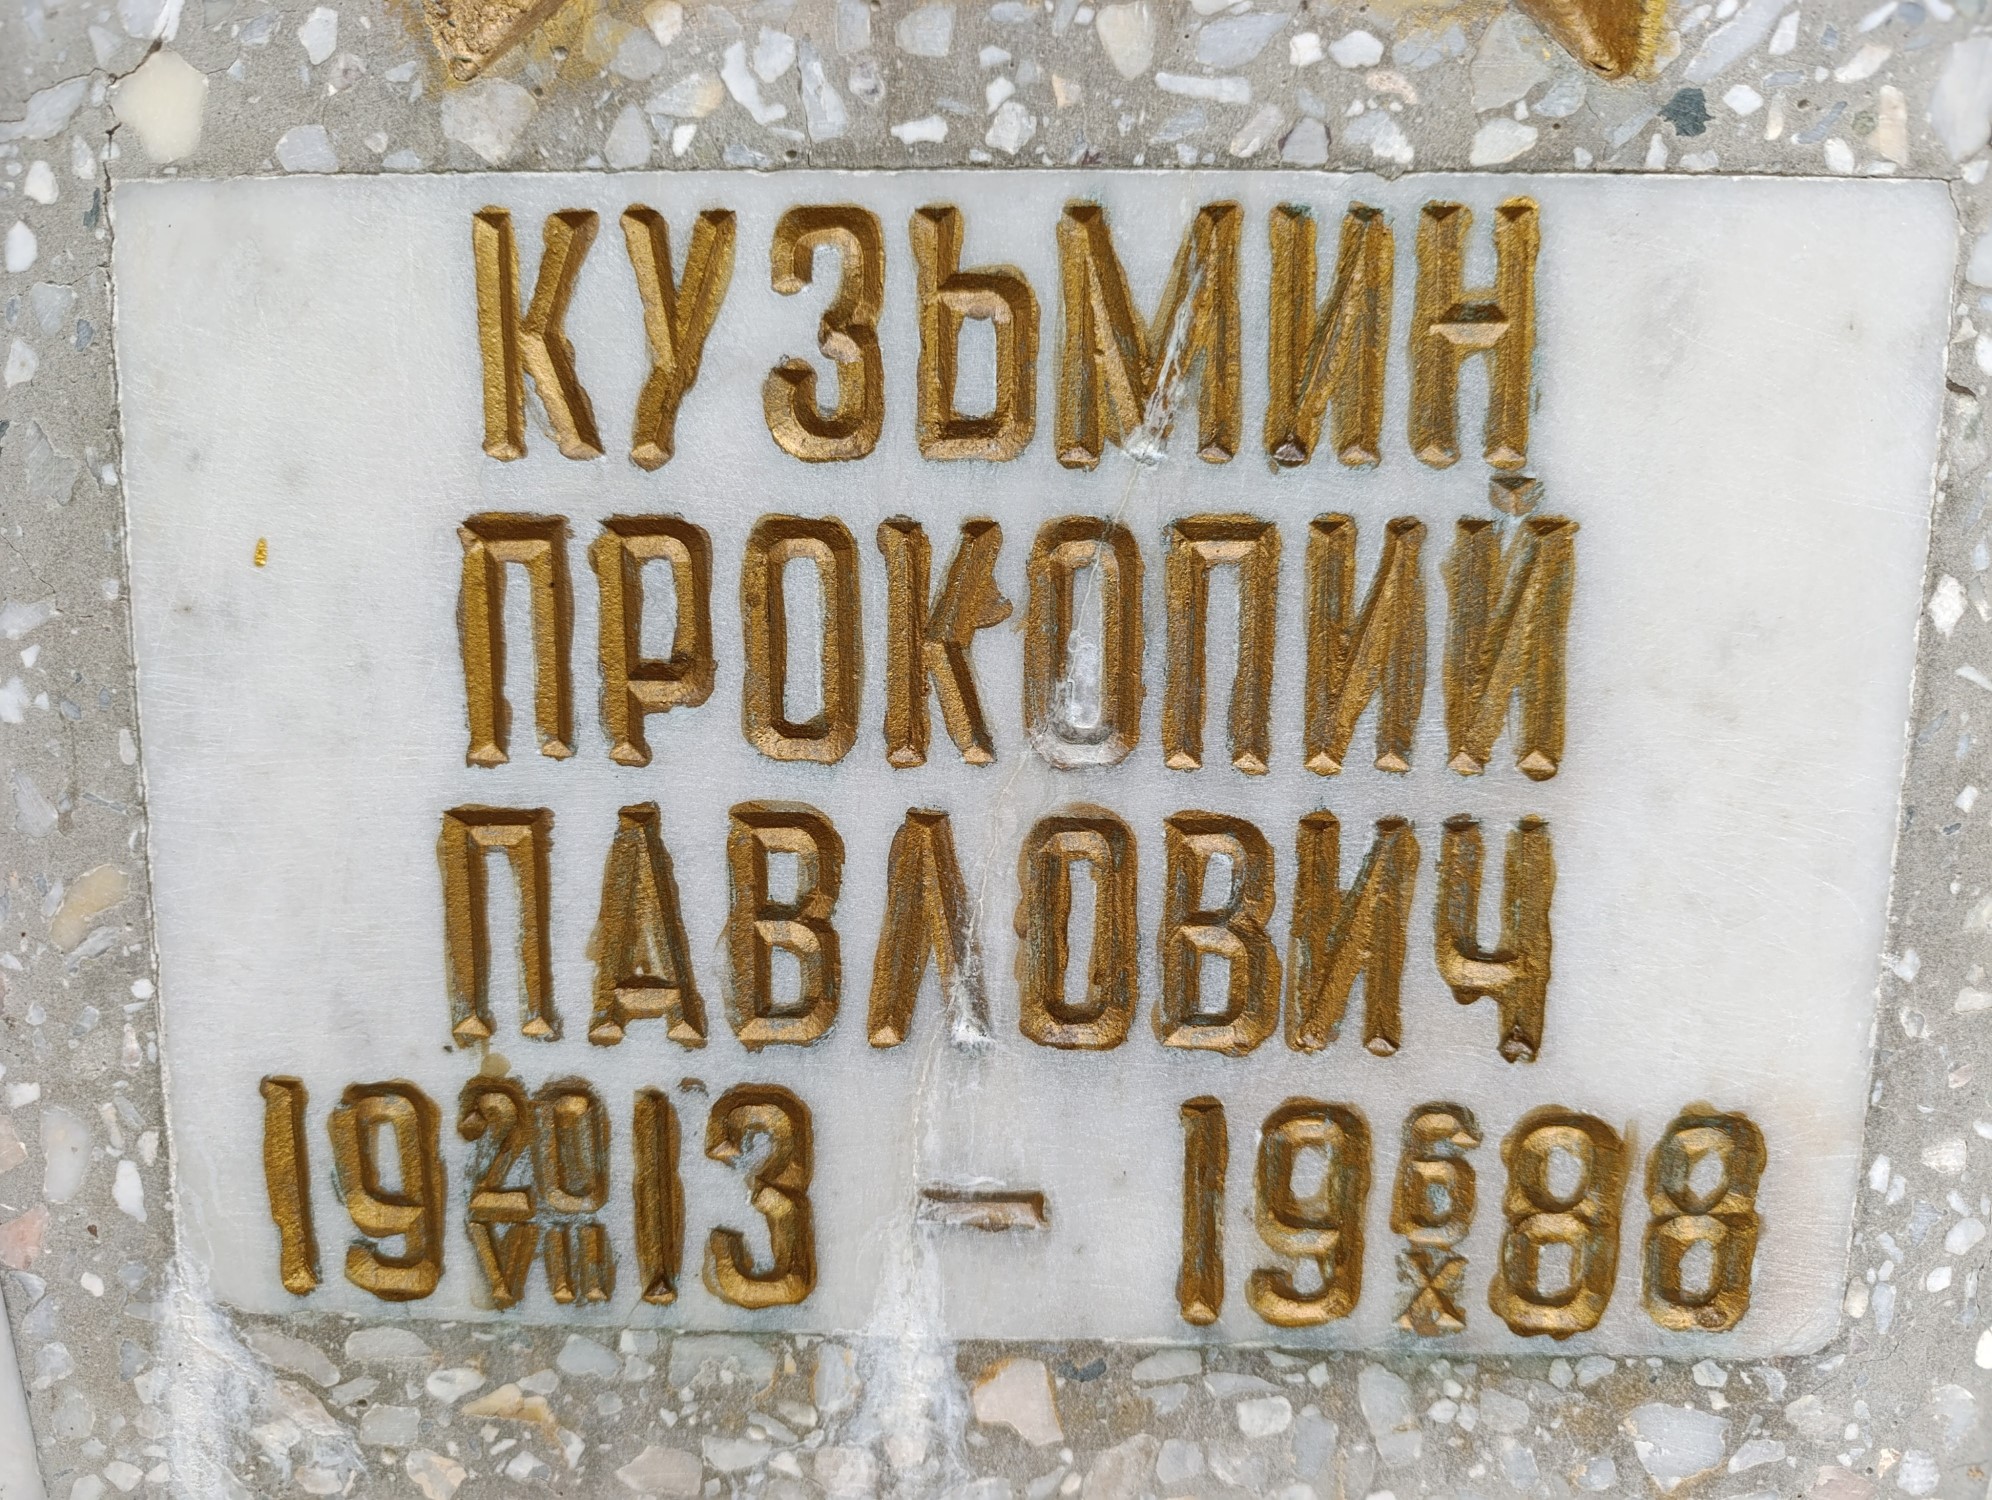 КУЗЬМИН
ПРОКОПИЙ
ПАВЛОВИЧ
19 20/VII 13 – 19 6/X 88